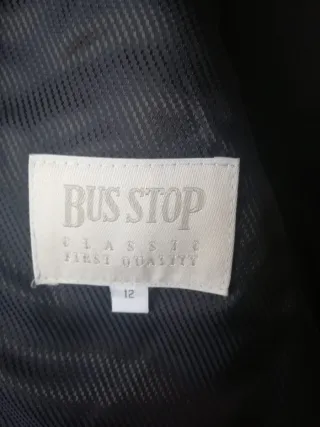 BUS STOP
CLASSIC
FIRST QUALITY
12